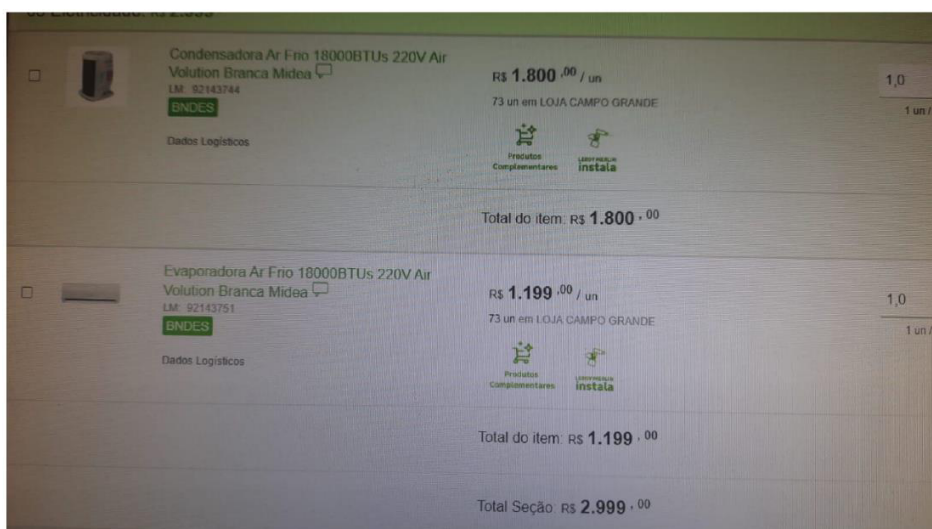 Condensadora Ar Frio 18000BTUs 220V Air
Volution Branca Midea
LM: 92143744
BNDES
Dados Logísticos
R$ 1.800 ,00 / un
73 un em LOJA CAMPO GRANDE
Produtos
Complementares
LEROY MERLIN
instala
1,0
1 un /
Total do item: R$ 1.800 , 00
Evaporadora Ar Frio 18000BTUs 220V Air
Volution Branca Midea
LM: 92143751
BNDES
Dados Logísticos
R$ 1.199 ,00 / un
73 un em LOJA CAMPO GRANDE
Produtos
Complementares
LEROY MERLIN
instala
1,0
1 un /
Total do item: R$ 1.199 , 00
Total Seção: R$ 2.999 , 00